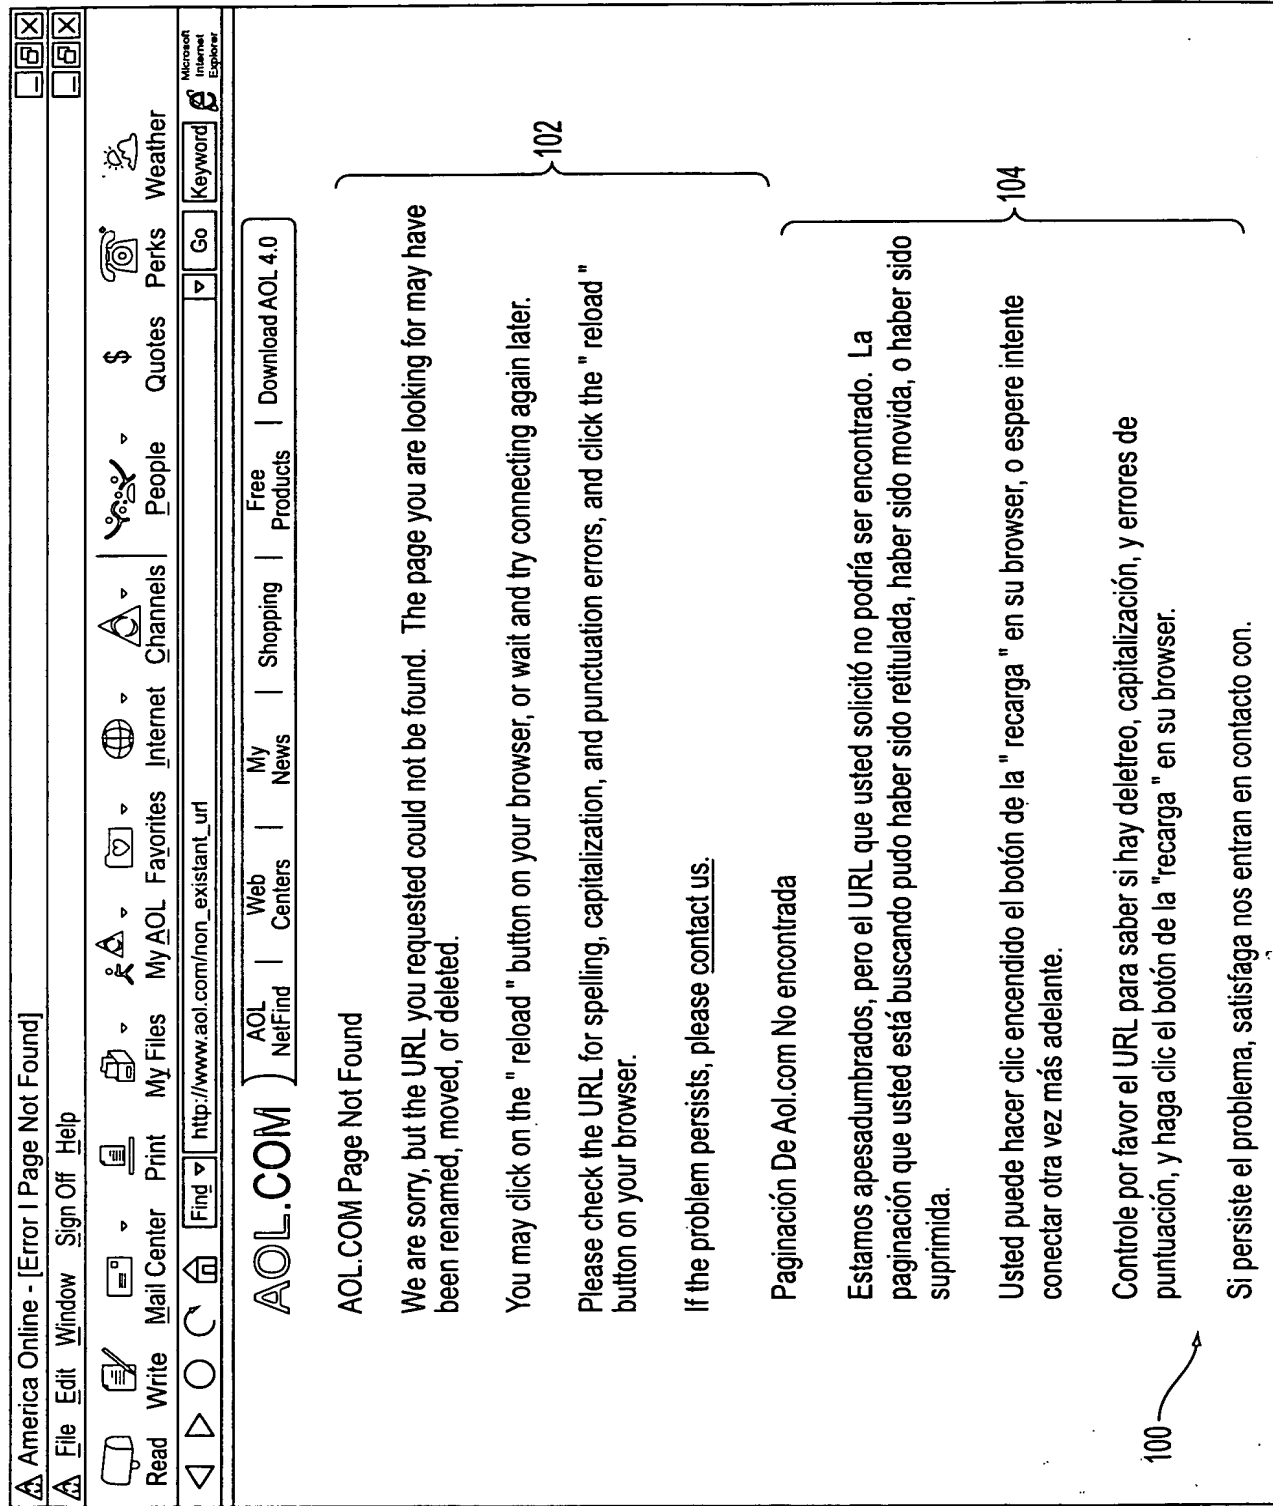 America Online - [Error I Page Not Found]
File Edit Window Sign Off Help
Read Write Mail Center Print My Files My AOL Favorites Internet Channels People Quotes Perks Weather
$
Find http://www.aol.com/non_existant_url Go Keyword
Microsoft
Internet
Explorer
AOL.COM
AOL NetFind | Web Centers | My News | Shopping | Free Products | Download AOL 4.0
AOL.COM Page Not Found
We are sorry, but the URL you requested could not be found. The page you are looking for may have
been renamed, moved, or deleted.
You may click on the " reload " button on your browser, or wait and try connecting again later.
Please check the URL for spelling, capitalization, and punctuation errors, and click the " reload "
button on your browser.
If the problem persists, please contact us.
102
Paginación De Aol.com No encontrada
Estamos apesadumbrados, pero el URL que usted solicitó no podría ser encontrado. La
paginación que usted está buscando pudo haber sido retitulada, haber sido movida, o haber sido
suprimida.
Usted puede hacer clic encendido el botón de la " recarga " en su browser, o espere intente
conectar otra vez más adelante.
Controle por favor el URL para saber si hay deletreo, capitalización, y errores de
puntuación, y haga clic el botón de la "recarga " en su browser.
Si persiste el problema, satisfaga nos entran en contacto con.
104
100